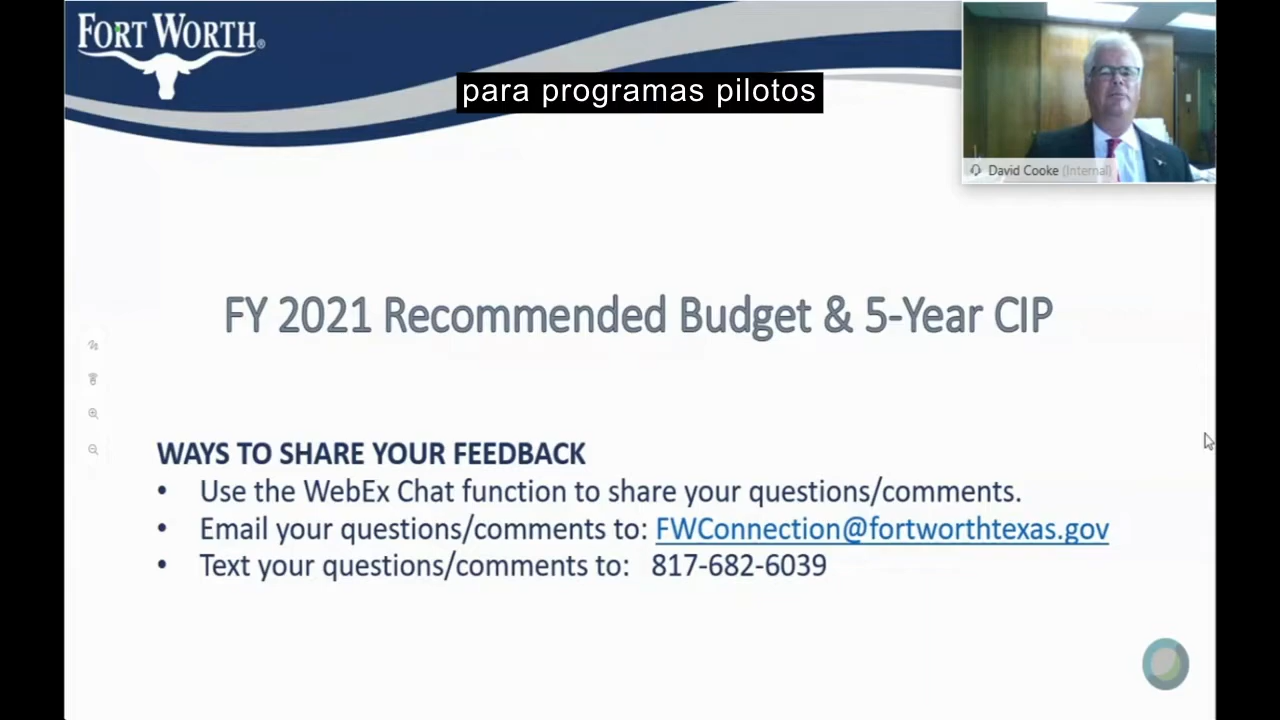 FORT WORTH®
para programas pilotos
David Cooke (Internal)
FY 2021 Recommended Budget & 5-Year CIP
WAYS TO SHARE YOUR FEEDBACK
• Use the WebEx Chat function to share your questions/comments.
• Email your questions/comments to: FWConnection@fortworthtexas.gov
• Text your questions/comments to: 817-682-6039